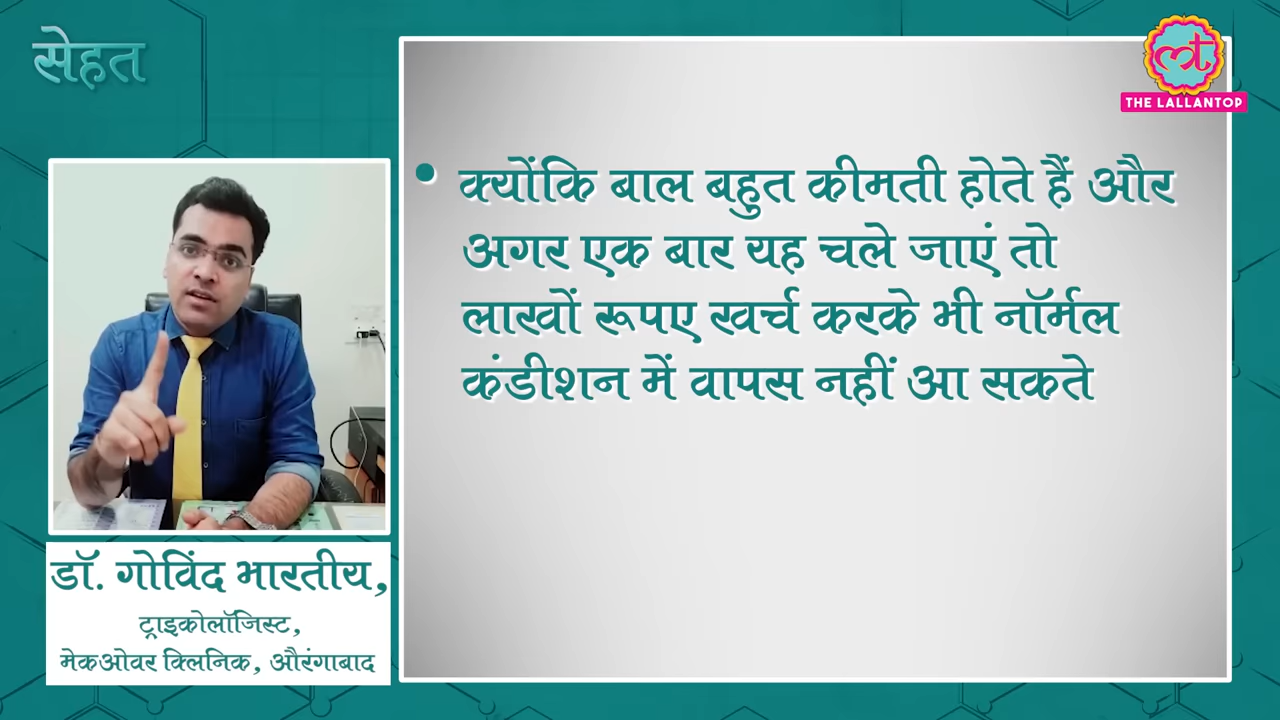 सेहत
THE LALLANTOP
• क्योंकि बाल बहुत कीमती होते हैं और
अगर एक बार यह चले जाएं तो
लाखों रूपए खर्च करके भी नॉर्मल
कंडीशन में वापस नहीं आ सकते
डॉ. गोविंद भारतीय,
ट्राइकोलॉजिस्ट,
मेकओवर क्लिनिक, औरंगाबाद